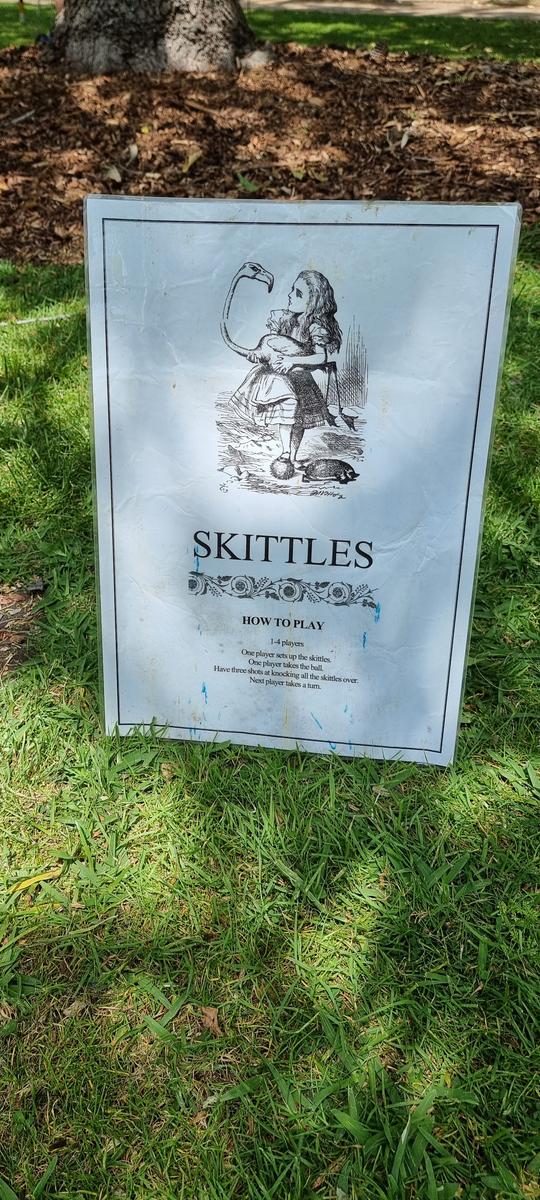 SKITTLES
HOW TO PLAY
1-4 players
One player sets up the skittles.
One player takes the ball.
Have three shots at knocking all the skittles over.
Next player takes a turn.